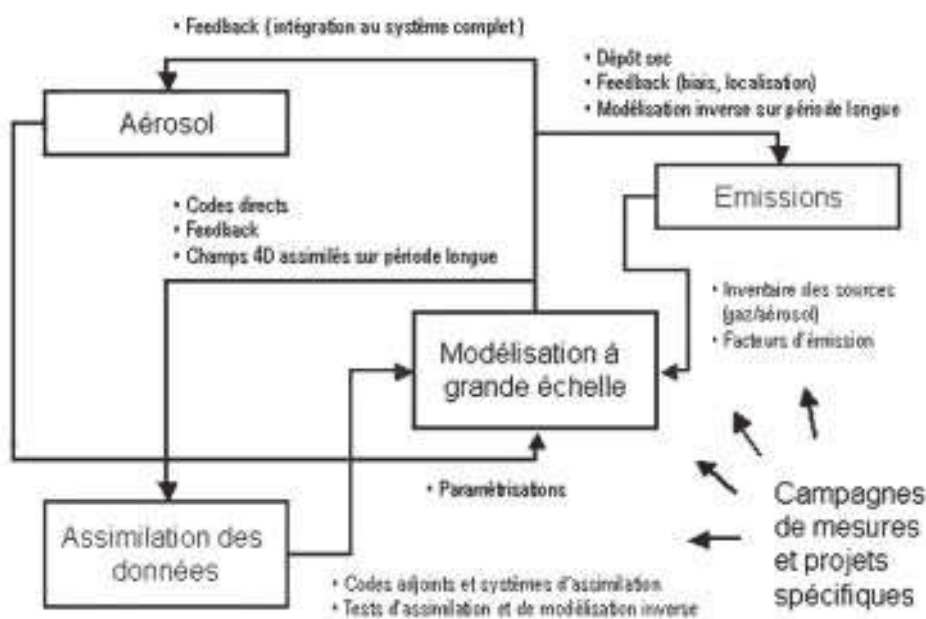 • Feedback (intégration au système complet)
• Dépôt sec
• Feedback (biais, localisation)
• Modélisation inverse sur période longue
Aérosol
Emissions
• Codes directs
• Feedback
• Champs 4D assimilés sur période longue
• Inventaire des sources
(gaz/aérosol)
• Facteurs d'émission
Modélisation à
grande échelle
• Paramétrisations
Campagnes
de mesures
et projets
spécifiques
Assimilation des
données
• Codes adjoints et systèmes d'assimilation
• Tests d'assimilation et de modélisation inverse